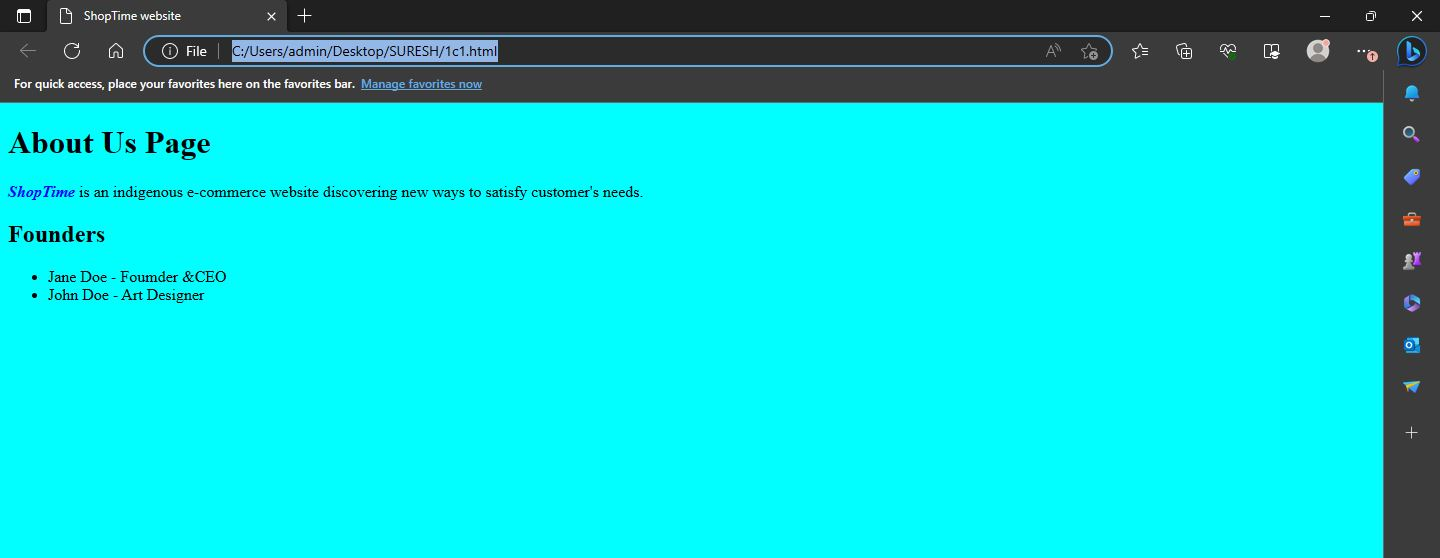 ShopTime website
File C:/Users/admin/Desktop/SURESH/1c1.html
For quick access, place your favorites here on the favorites bar. Manage favorites now
About Us Page
ShopTime is an indigenous e-commerce website discovering new ways to satisfy customer's needs.
Founders
• Jane Doe - Foumder &CEO
• John Doe - Art Designer